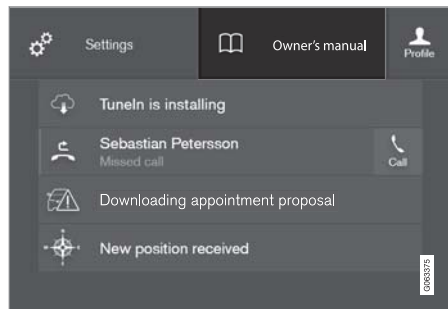 Settings
Owner's manual
Profile
TuneIn is installing
Sebastian Petersson
Missed call
Call
Downloading appointment proposal
New position received
G063375